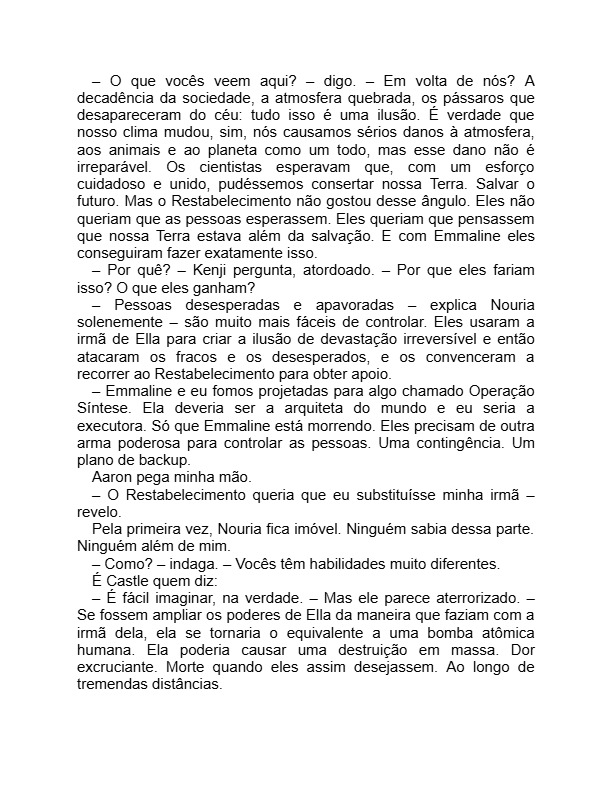 – O que vocês veem aqui? – digo. – Em volta de nós? A
decadência da sociedade, a atmosfera quebrada, os pássaros que
desapareceram do céu: tudo isso é uma ilusão. É verdade que
nosso clima mudou, sim, nós causamos sérios danos à atmosfera,
aos animais e ao planeta como um todo, mas esse dano não é
irreparável. Os cientistas esperavam que, com um esforço
cuidadoso e unido, pudéssemos consertar nossa Terra. Salvar o
futuro. Mas o Restabelecimento não gostou desse ângulo. Eles não
queriam que as pessoas esperassem. Eles queriam que pensassem
que nossa Terra estava além da salvação. E com Emmaline eles
conseguiram fazer exatamente isso.
– Por quê? – Kenji pergunta, atordoado. – Por que eles fariam
isso? O que eles ganham?
– Pessoas desesperadas e apavoradas – explica Nouria
solenemente – são muito mais fáceis de controlar. Eles usaram a
irmã de Ella para criar a ilusão de devastação irreversível e então
atacaram os fracos e os desesperados, e os convenceram a
recorrer ao Restabelecimento para obter apoio.
– Emmaline e eu fomos projetadas para algo chamado Operação
Síntese. Ela deveria ser a arquiteta do mundo e eu seria a
executora. Só que Emmaline está morrendo. Eles precisam de outra
arma poderosa para controlar as pessoas. Uma contingência. Um
plano de backup.
Aaron pega minha mão.
– O Restabelecimento queria que eu substituísse minha irmã –
revelo.
Pela primeira vez, Nouria fica imóvel. Ninguém sabia dessa parte.
Ninguém além de mim.
– Como? – indaga. – Vocês têm habilidades muito diferentes.
É Castle quem diz:
– É fácil imaginar, na verdade. – Mas ele parece aterrorizado. –
Se fossem ampliar os poderes de Ella da maneira que faziam com a
irmã dela, ela se tornaria o equivalente a uma bomba atômica
humana. Ela poderia causar uma destruição em massa. Dor
excruciante. Morte quando eles assim desejassem. Ao longo de
tremendas distâncias.